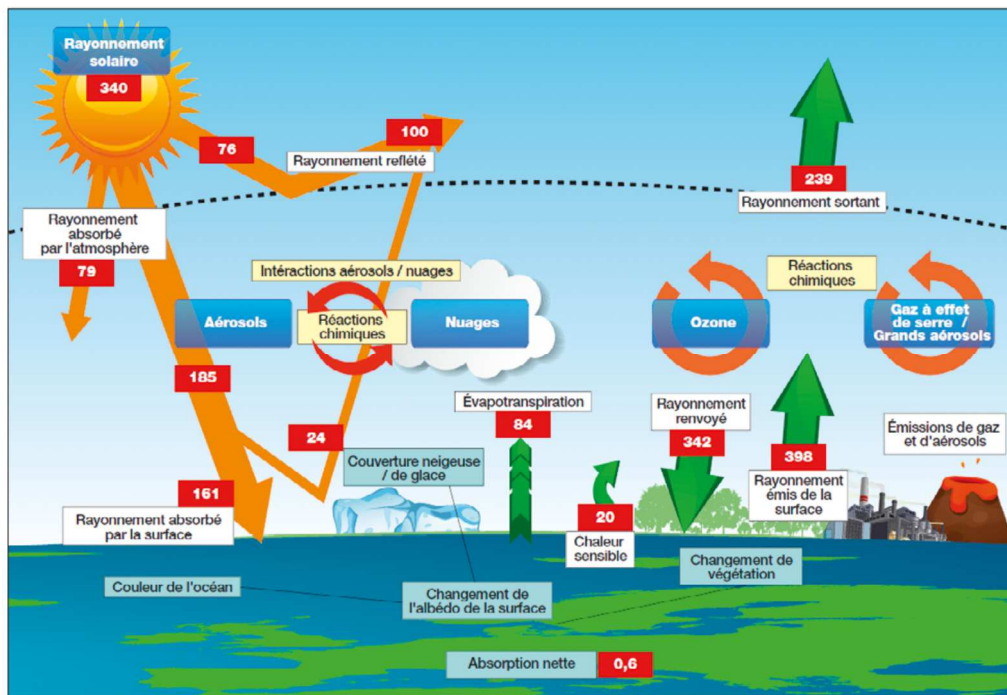 Rayonnement
solaire
340
76
100
Rayonnement reflété
239
Rayonnement sortant
Rayonnement
absorbé
par l'atmosphère
79
Intéractions aérosols / nuages
Aérosols
Réactions
chimiques
Nuages
Ozone
Réactions
chimiques
Gaz à effet
de serre /
Grands aérosols
185
24
Évapotranspiration
84
Rayonnement
renvoyé
342
398
Rayonnement
émis de la
surface
Émissions de gaz
et d'aérosols
Couverture neigeuse
/ de glace
161
Rayonnement absorbé
par la surface
20
Chaleur
sensible
Changement de
végétation
Couleur de l'océan
Changement de
l'albédo de la surface
Absorption nette
0,6